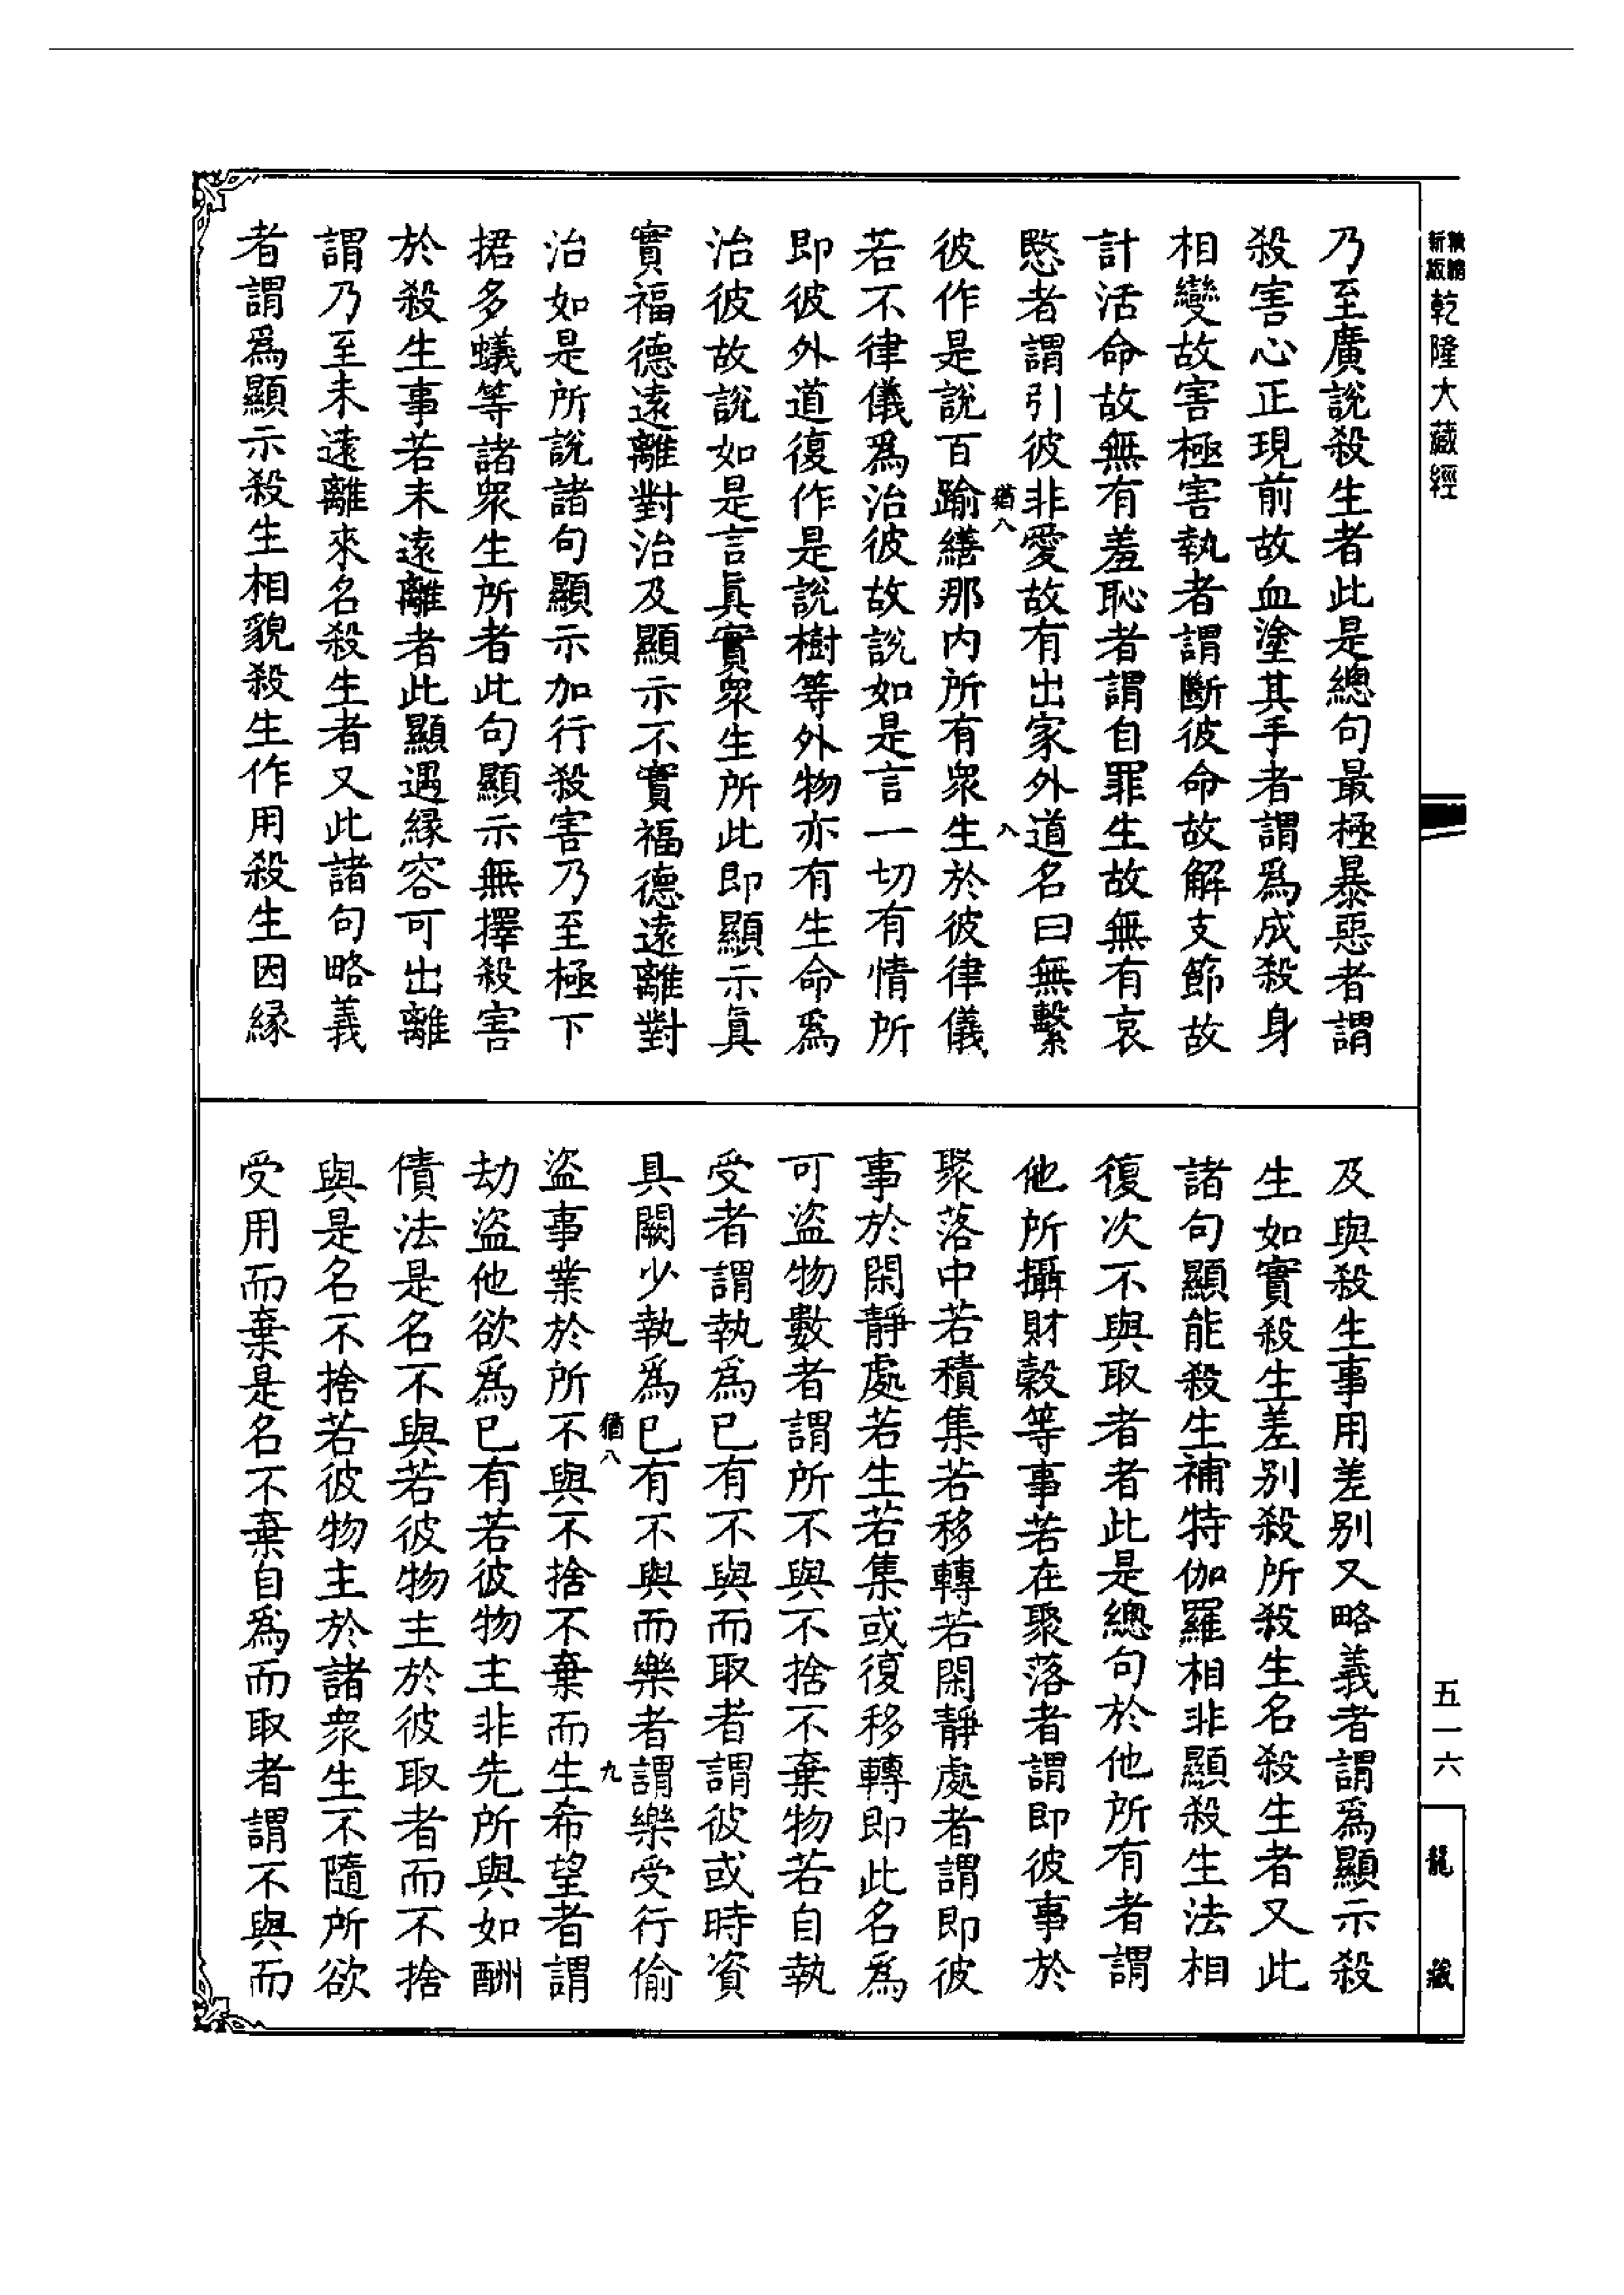 新版
乾隆大藏經
乃至廣說殺生者此是總句最極暴惡者謂
殺害心正現前故血塗其手者謂爲成殺身
相變故害極害執者謂斷彼命故解支節故
計活命故無有羞恥者謂自罪生故無有哀
愍者謂引彼非愛故有出家外道名曰無繫
猶八
八
彼作是說百踰繕那內所有衆生於彼律儀
若不律儀爲治彼故說如是言一切有情所
即彼外道復作是說樹等外物亦有生命爲
治彼故說如是言眞實衆生所此即顯示眞
實福德遠離對治及顯示不實福德遠離對
治如是所說諸句顯示加行殺害乃至極下
捃多蟻等諸衆生所者此句顯示無擇殺害
於殺生事若未遠離者此顯遇緣容可出離
謂乃至未遠離來名殺生者又此諸句略義
者謂爲顯示殺生相貌殺生作用殺生因緣
及與殺生事用差別又略義者謂爲顯示殺
生如實殺生差別殺所殺生名殺生者又此
諸句顯能殺生補特伽羅相非顯殺生法相
復次不與取者者此是總句於他所有者謂
他所攝財穀等事若在聚落者謂即彼事於
聚落中若積集若移轉若閑靜處者謂即彼
事於閑靜處若生若集或復移轉即此名爲
可盜物數者謂所不與不捨不棄物若自執
受者謂執爲已有不與而取者謂彼或時資
具闕少執爲已有不與而樂者謂樂受行偷
猶八
九
盜事業於所不與不捨不棄而生希望者謂
劫盜他欲爲已有若彼物主非先所與如酬
債法是名不與若彼物主於彼取者而不捨
與是名不捨若彼物主於諸衆生不隨所欲
受用而棄是名不棄自爲而取者謂不與而
五一六
龍藏